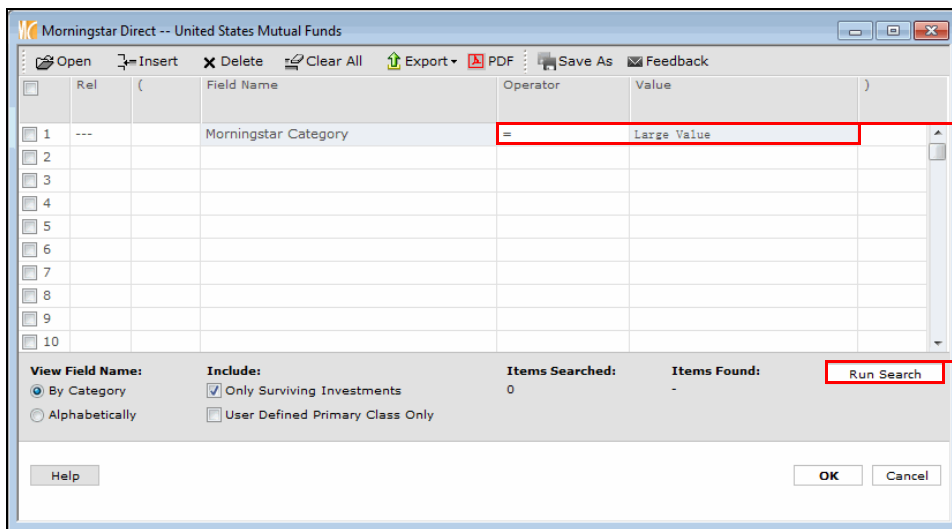 Morningstar Direct -- United States Mutual Funds
Open Insert Delete Clear All Export PDF Save As Feedback
Rel ( Field Name Operator Value )
1 --- Morningstar Category = Large Value
2
3
4
5
6
7
8
9
10
View Field Name: Include: Items Searched: Items Found: Run Search
By Category Only Surviving Investments 0 -
Alphabetically User Defined Primary Class Only
Help OK Cancel